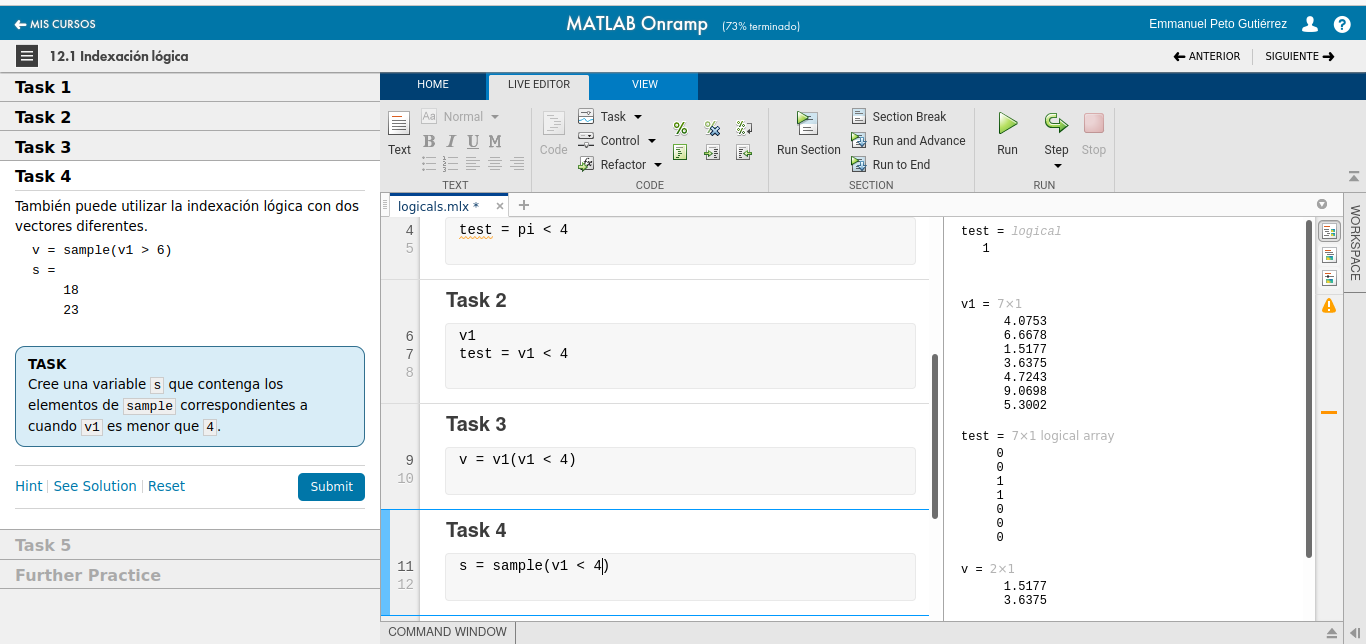 MIS CURSOS
MATLAB Onramp (73% terminado)
Emmanuel Peto Gutiérrez
12.1 Indexación lógica
ANTERIOR
SIGUIENTE
Task 1
Task 2
Task 3
Task 4
También puede utilizar la indexación lógica con dos
vectores diferentes.
v = sample(v1 > 6)
s =
18
23
TASK
Cree una variable s que contenga los
elementos de sample correspondientes a
cuando v1 es menor que 4.
Hint
See Solution
Reset
Submit
Task 5
Further Practice
HOME
LIVE EDITOR
VIEW
Text
Aa Normal
B I U M
TEXT
Code
Task
Control
Refactor
CODE
Run Section
Section Break
Run and Advance
Run to End
SECTION
Run
Step
Stop
RUN
logicals.mlx *
4 test = pi < 4
5
Task 2
6 v1
7 test = v1 < 4
8
Task 3
9 v = v1(v1 < 4)
10
Task 4
11 s = sample(v1 < 4)
12
test = logical
1
v1 = 7×1
4.0753
6.6678
1.5177
3.6375
4.7243
9.0698
5.3002
test = 7×1 logical array
0
0
1
1
0
0
0
v = 2×1
1.5177
3.6375
WORKSPACE
COMMAND WINDOW